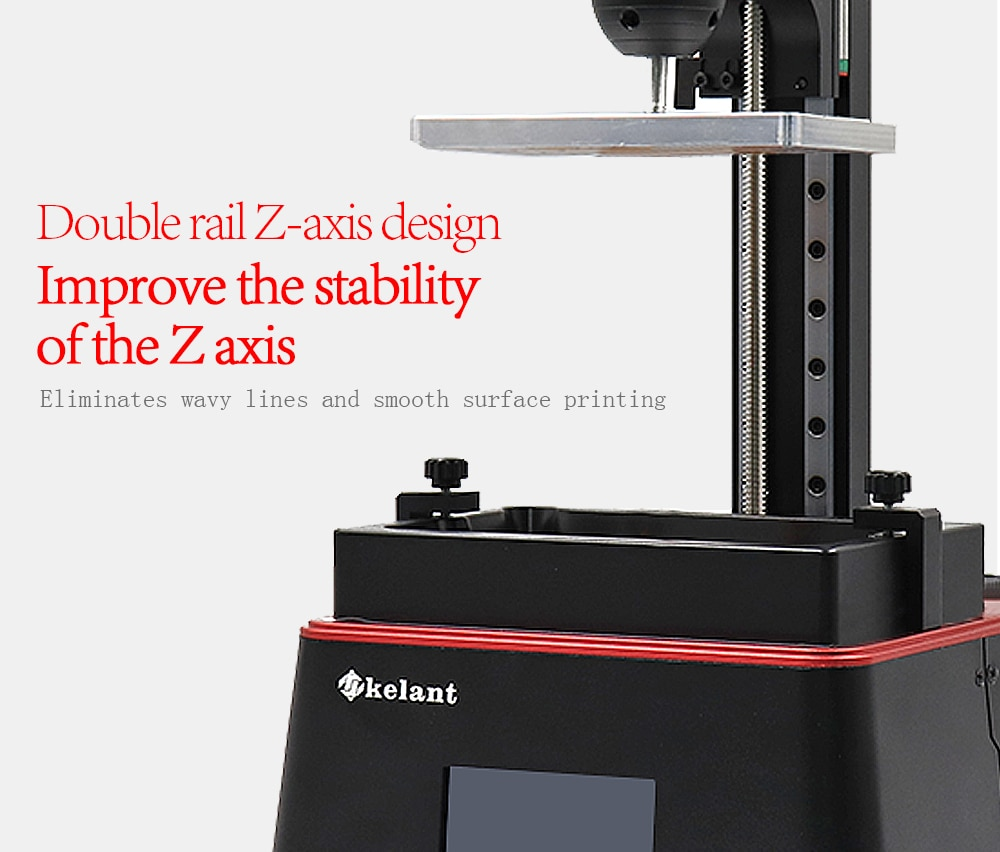 Double rail Z-axis design
Improve the stability
of the Z axis
Eliminates wavy lines and smooth surface printing
kelant